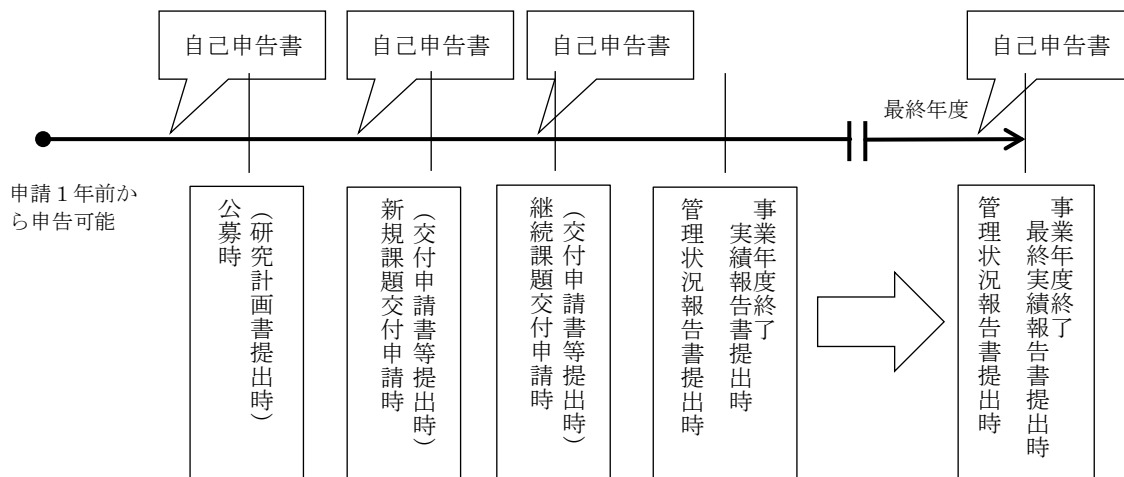 自己申告書
自己申告書
自己申告書
自己申告書
最終年度
申請１年前か
ら申告可能
公募時
（研究計画書提出時）
新規課題交付申請時
（交付申請書等提出時）
継続課題交付申請時
（交付申請書等提出時）
事業年度終了
実績報告書提出時
管理状況報告書提出時
事業年度終了
最終実績報告書提出時
管理状況報告書提出時